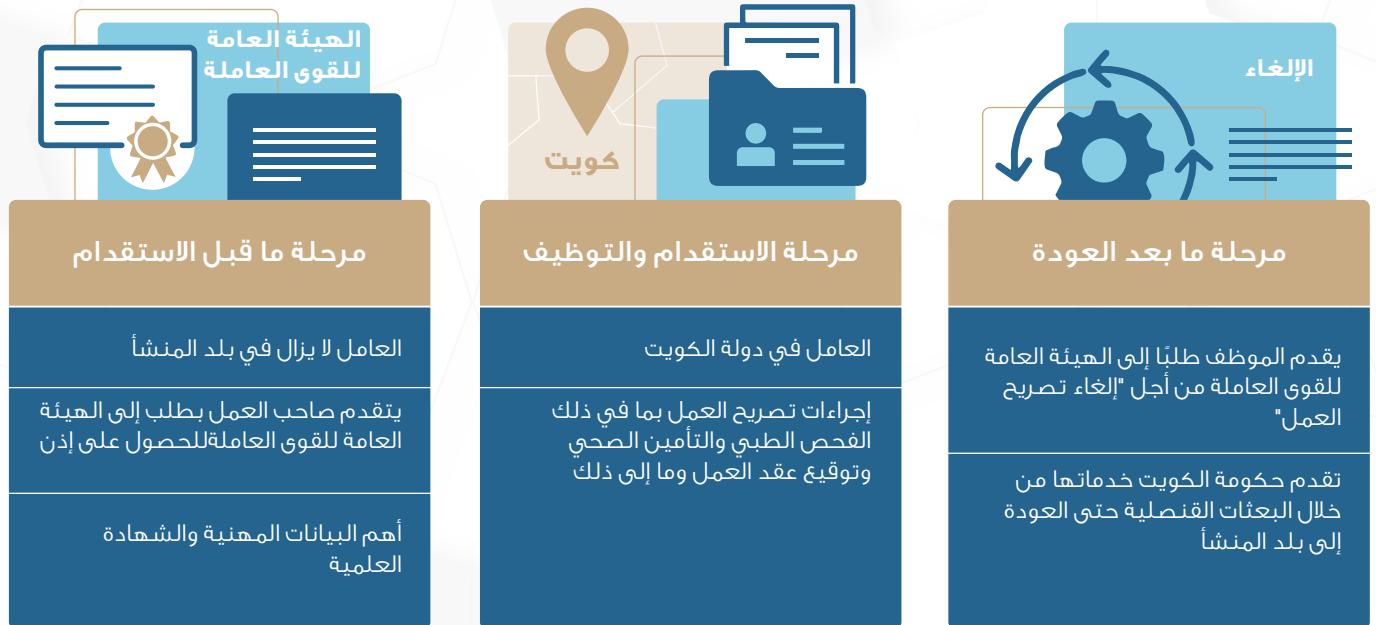 الهيئة العامة
للقوى العاملة
مرحلة ما قبل الاستقدام
العامل لا يزال في بلد المنشأ
يتقدم صاحب العمل بطلب إلى الهيئة
العامة للقوى العاملةللحصول على إذن
أهم البيانات المهنية والشهادة
العلمية
كويت
مرحلة الاستقدام والتوظيف
العامل في دولة الكويت
إجراءات تصريح العمل بما في ذلك
الفحص الطبي والتأمين الصحي
وتوقيع عقد العمل وما إلى ذلك
الإلغاء
مرحلة ما بعد العودة
يقدم الموظف طلبًا إلى الهيئة العامة
للقوى العاملة من أجل "إلغاء تصريح
العمل"
تقدم حكومة الكويت خدماتها من
خلال البعثات القنصلية حتى العودة
إلى بلد المنشأ